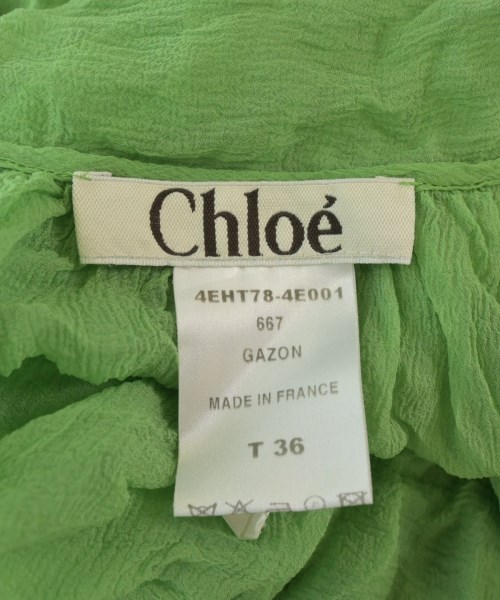 Chloé
4EHT78-4E001
667
GAZON
MADE IN FRANCE
T 36